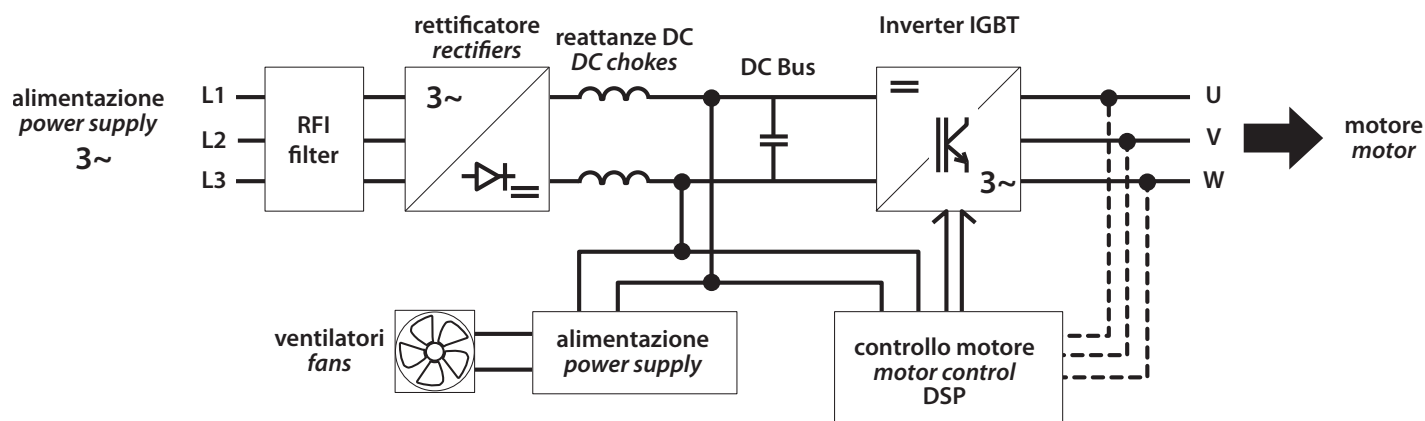 rettificatore
rectifiers
reattanze DC
DC chokes
DC Bus
Inverter IGBT
alimentazione
power supply
3~
L1
L2
L3
RFI
filter
3~
3~
U
V
W
motore
motor
ventilatori
fans
alimentazione
power supply
controllo motore
motor control
DSP